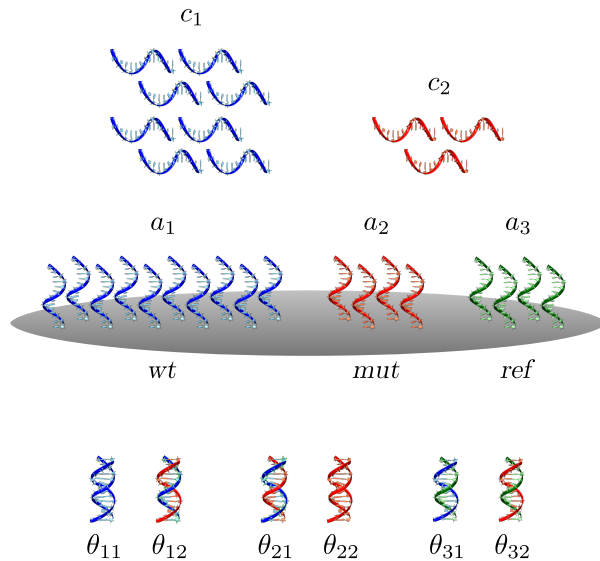 c₁
c₂
a₁ a₂ a₃
wt mut ref
θ₁₁ θ₁₂ θ₂₁ θ₂₂ θ₃₁ θ₃₂